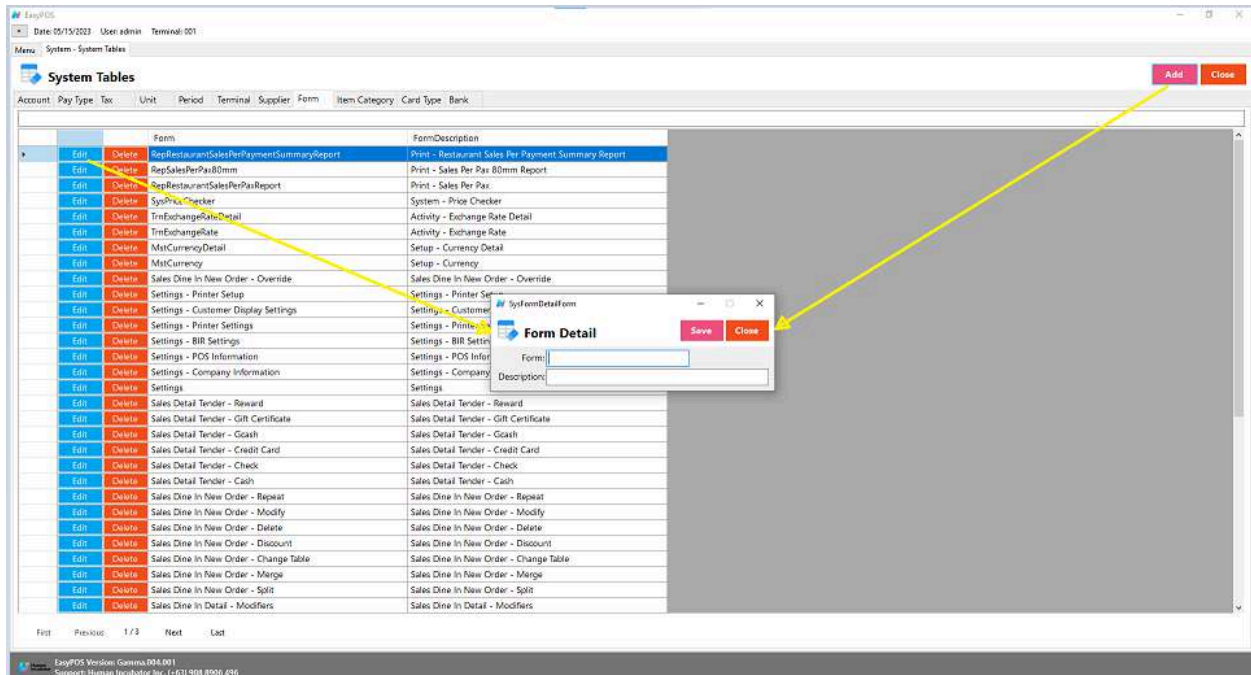 EasyPOS
Date: 05/15/2023 User: admin Terminal: 001
Menu System - System Tables
System Tables Add Close
Account Pay Type Tax Unit Period Terminal Supplier Form Item Category Card Type Bank
Form FormDescription
Edit Delete RepRestaurantSalesPerPaymentSummaryReport Print - Restaurant Sales Per Payment Summary Report
Edit Delete RepSalesPerPax80mm Print - Sales Per Pax 80mm Report
Edit Delete RepRestaurantSalesPerPaxReport Print - Sales Per Pax
Edit Delete SysPriceChecker System - Price Checker
Edit Delete TrnExchangeRateDetail Activity - Exchange Rate Detail
Edit Delete TrnExchangeRate Activity - Exchange Rate
Edit Delete MstCurrencyDetail Setup - Currency Detail
Edit Delete MstCurrency Setup - Currency
Edit Delete Sales Dine In New Order - Override Sales Dine In New Order - Override
Edit Delete Settings - Printer Setup Settings - Printer Setup
Edit Delete Settings - Customer Display Settings Settings - Customer
Edit Delete Settings - Printer Settings Settings - Printer
Edit Delete Settings - BIR Settings Settings - BIR Settin
Edit Delete Settings - POS Information Settings - POS Infor
Edit Delete Settings - Company Information Settings - Company
Edit Delete Settings Settings
SysFormDetailForm
Form Detail Save Close
Form:
Description:
Edit Delete Sales Detail Tender - Reward Sales Detail Tender - Reward
Edit Delete Sales Detail Tender - Gift Certificate Sales Detail Tender - Gift Certificate
Edit Delete Sales Detail Tender - Gcash Sales Detail Tender - Gcash
Edit Delete Sales Detail Tender - Credit Card Sales Detail Tender - Credit Card
Edit Delete Sales Detail Tender - Check Sales Detail Tender - Check
Edit Delete Sales Detail Tender - Cash Sales Detail Tender - Cash
Edit Delete Sales Dine In New Order - Repeat Sales Dine In New Order - Repeat
Edit Delete Sales Dine In New Order - Modify Sales Dine In New Order - Modify
Edit Delete Sales Dine In New Order - Delete Sales Dine In New Order - Delete
Edit Delete Sales Dine In New Order - Discount Sales Dine In New Order - Discount
Edit Delete Sales Dine In New Order - Change Table Sales Dine In New Order - Change Table
Edit Delete Sales Dine In New Order - Merge Sales Dine In New Order - Merge
Edit Delete Sales Dine In New Order - Split Sales Dine In New Order - Split
Edit Delete Sales Dine In Detail - Modifiers Sales Dine In Detail - Modifiers
First Previous 1 / 3 Next Last
EasyPOS Version: Gamma.004.001
Support: Human Incubator Inc. (+63) 908 8906 496